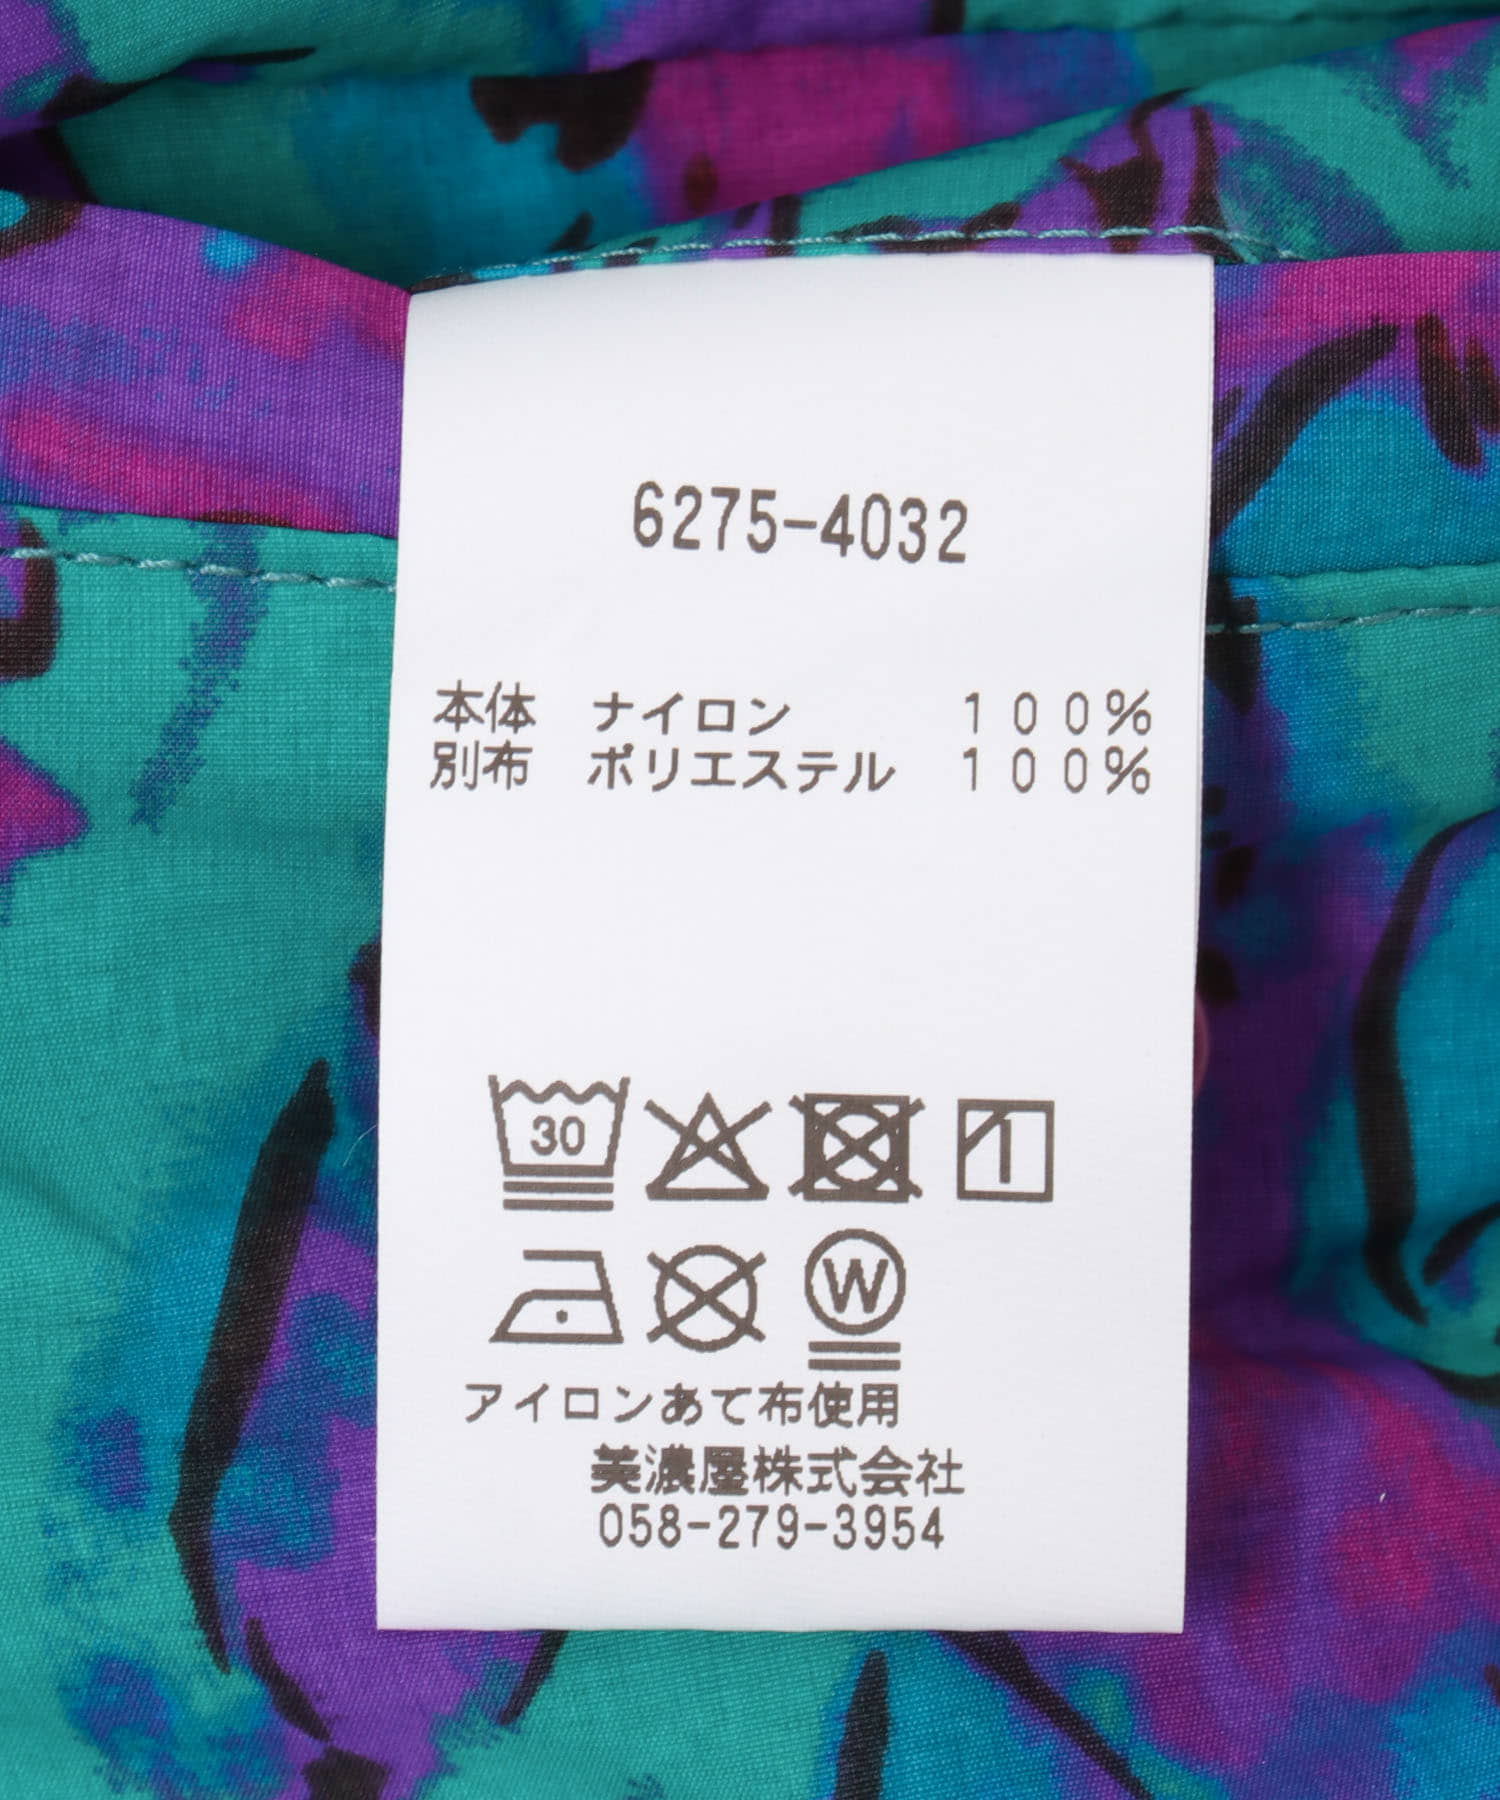 6275-4032
本体 ナイロン 100%
別布 ポリエステル 100%
30
W
アイロンあて布使用
美濃屋株式会社
058-279-3954